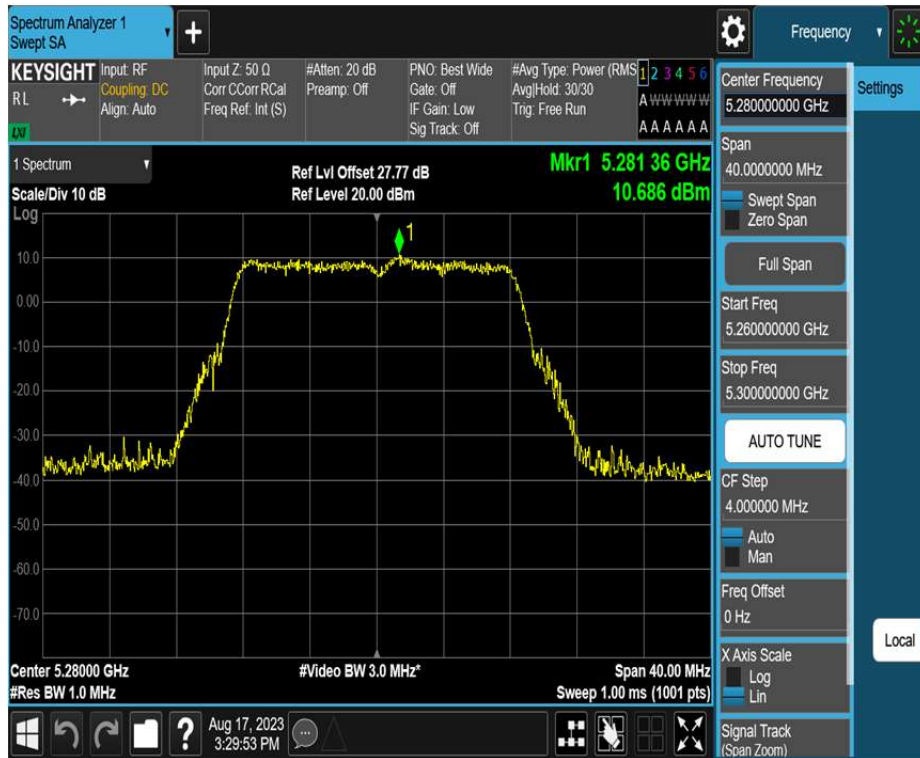 Spectrum Analyzer 1
Swept SA
+
Frequency
KEYSIGHT
R L
LXI
Input: RF
Coupling: DC
Align: Auto
Input Z: 50 Ω
Corr CCorr RCal
Freq Ref: Int (S)
#Atten: 20 dB
Preamp: Off
PNO: Best Wide
Gate: Off
IF Gain: Low
Sig Track: Off
#Avg Type: Power (RMS
Avg|Hold: 30/30
Trig: Free Run
1 2 3 4 5 6
A W W W W W
A A A A A A
1 Spectrum
Scale/Div 10 dB
Log
Ref Lvl Offset 27.77 dB
Ref Level 20.00 dBm
Mkr1 5.281 36 GHz
10.686 dBm
1
10.0
0.00
-10.0
-20.0
-30.0
-40.0
-50.0
-60.0
-70.0
Center 5.28000 GHz
#Res BW 1.0 MHz
#Video BW 3.0 MHz*
Span 40.00 MHz
Sweep 1.00 ms (1001 pts)
?
Aug 17, 2023
3:29:53 PM
Center Frequency
5.280000000 GHz
Span
40.0000000 MHz
Swept Span
Zero Span
Full Span
Start Freq
5.260000000 GHz
Stop Freq
5.300000000 GHz
AUTO TUNE
CF Step
4.000000 MHz
Auto
Man
Freq Offset
0 Hz
X Axis Scale
Log
Lin
Signal Track
(Span Zoom)
Settings
Local